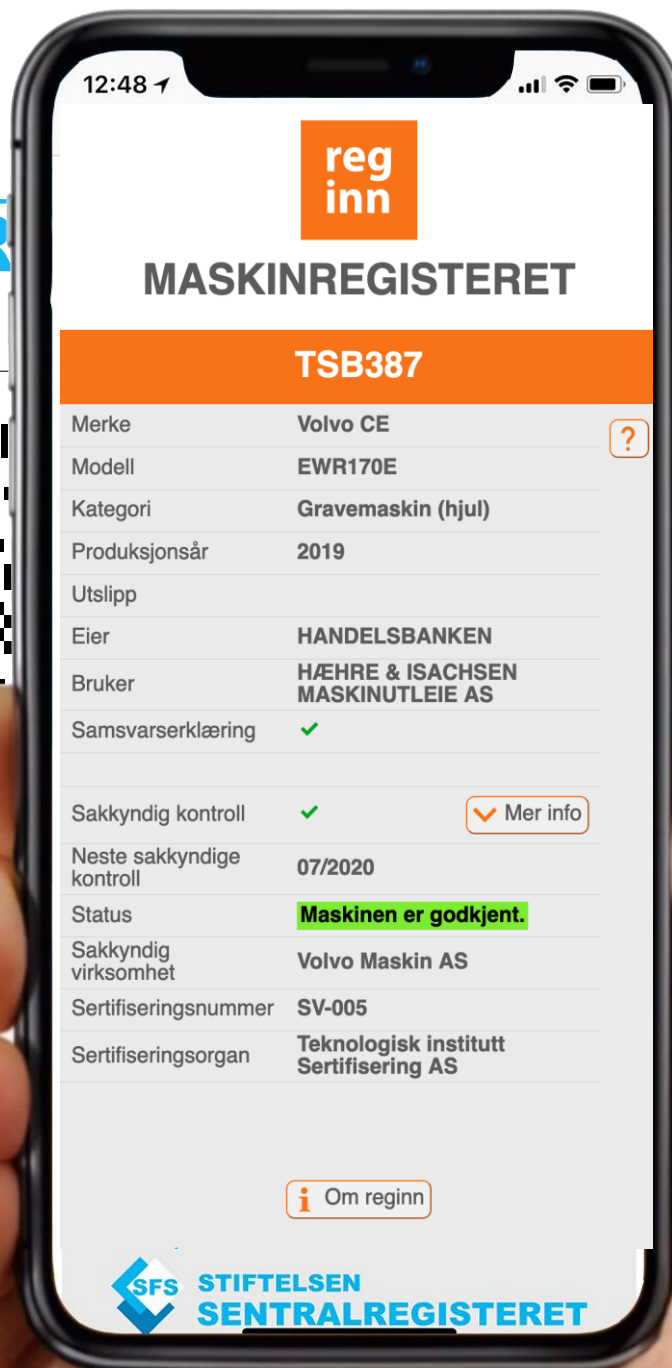 12:48
reg
inn
MASKINREGISTERET
TSB387
Merke Volvo CE
?
Modell EWR170E
Kategori Gravemaskin (hjul)
Produksjonsår 2019
Utslipp
Eier HANDELSBANKEN
Bruker HÆHRE & ISACHSEN
MASKINUTLEIE AS
Samsvarserklæring
Sakkyndig kontroll Mer info
Neste sakkyndige
kontroll 07/2020
Status Maskinen er godkjent.
Sakkyndig
virksomhet Volvo Maskin AS
Sertifiseringsnummer SV-005
Sertifiseringsorgan Teknologisk institutt
Sertifisering AS
i Om reginn
SFS STIFTELSEN
SENTRALREGISTERET